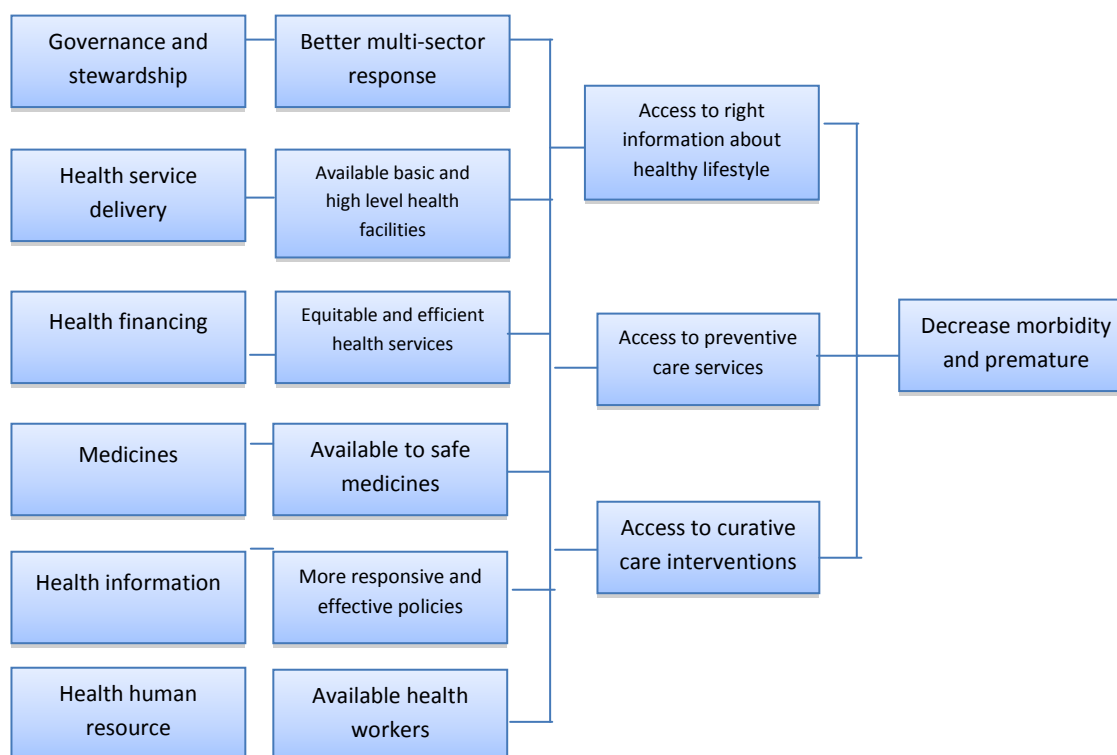 Governance and
stewardship
Better multi-sector
response
Health service
delivery
Available basic and
high level health
facilities
Health financing
Equitable and efficient
health services
Medicines
Available to safe
medicines
Health information
More responsive and
effective policies
Health human
resource
Available health
workers
Access to right
information about
healthy lifestyle
Access to preventive
care services
Access to curative
care interventions
Decrease morbidity
and premature